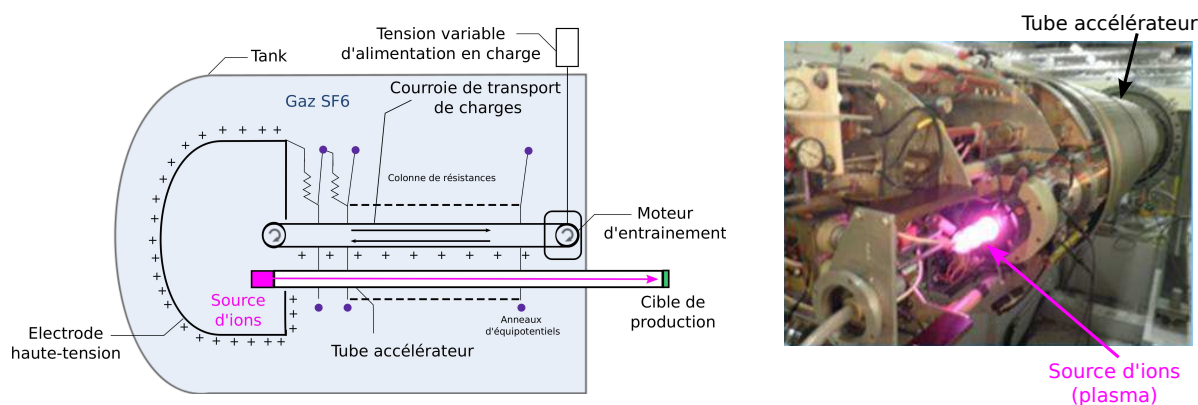 Tension variable
d'alimentation en charge
Tank
Gaz SF6
Courroie de transport
de charges
Colonne de résistances
Moteur
d'entrainement
Source
d'ions
Cible de
production
Anneaux
d'équipotentiels
Electrode
haute-tension
Tube accélérateur
Tube accélérateur
Source d'ions
(plasma)